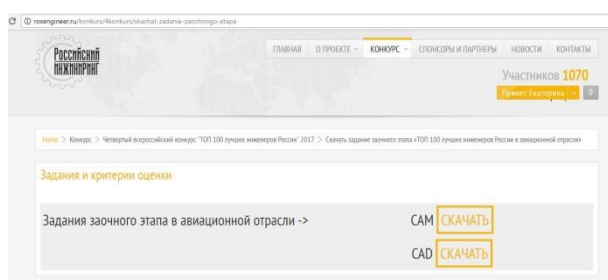 rosengineer.ru/konkurs/4konkurs/skachat-zadanie-zaochnogo-etapa
Российский
инжиниринг
ГЛАВНАЯ О ПРОЕКТЕ КОНКУРС СПОНСОРЫ И ПАРТНЕРЫ НОВОСТИ КОНТАКТЫ
Участников 1070
Привет Екатерина 0
Home > Конкурс > Четвертый всероссийский конкурс "ТОП 100 лучших инженеров России" 2017 > Скачать задание заочного этапа «ТОП 100 лучших инженеров России в авиационной отрасли»
Задания и критерии оценки
Задания заочного этапа в авиационной отрасли -> CAM СКАЧАТЬ
CAD СКАЧАТЬ